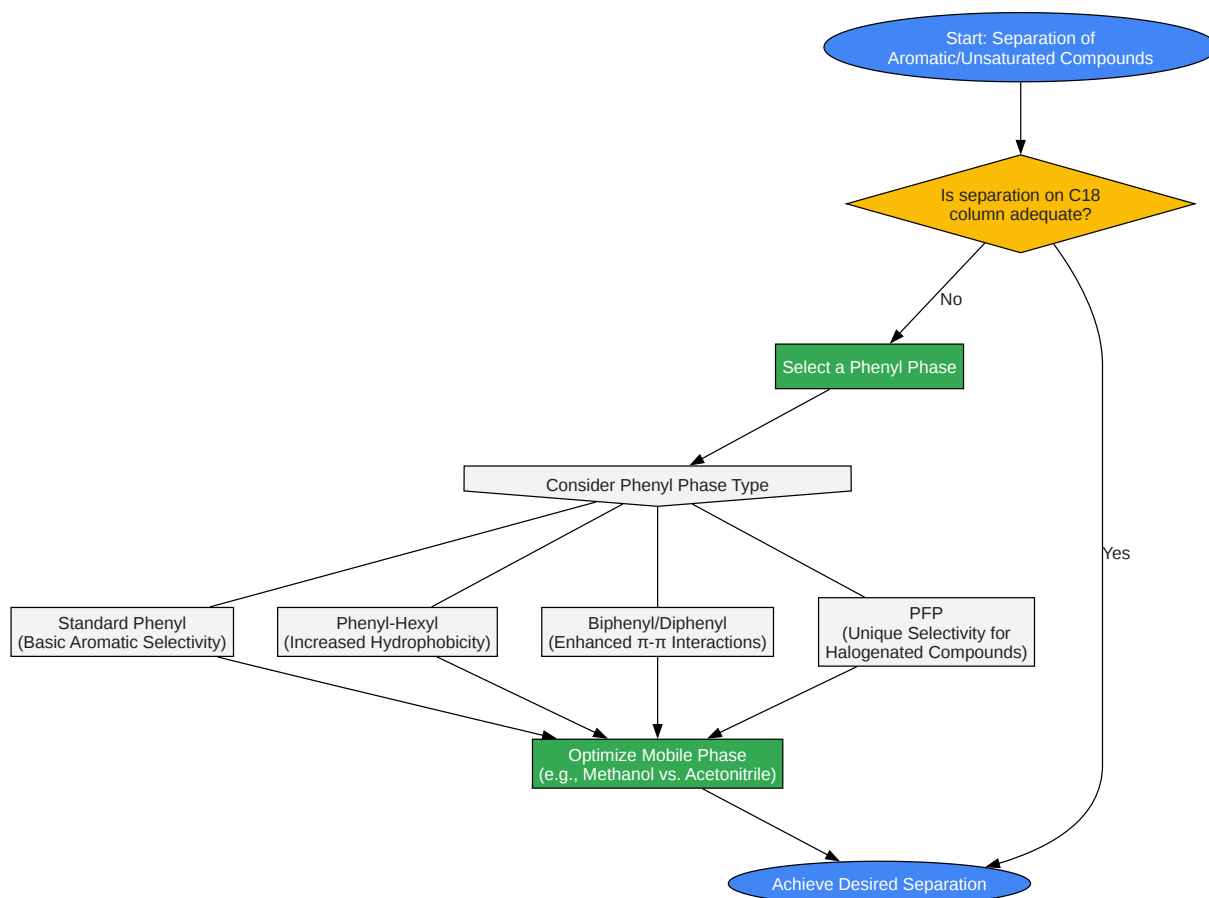 Start: Separation of
Aromatic/Unsaturated Compounds
Is separation on C18
column adequate?
No
Select a Phenyl Phase
Consider Phenyl Phase Type
Yes
Standard Phenyl
(Basic Aromatic Selectivity)
Phenyl-Hexyl
(Increased Hydrophobicity)
Biphenyl/Diphenyl
(Enhanced π-π Interactions)
PFP
(Unique Selectivity for
Halogenated Compounds)
Optimize Mobile Phase
(e.g., Methanol vs. Acetonitrile)
Achieve Desired Separation